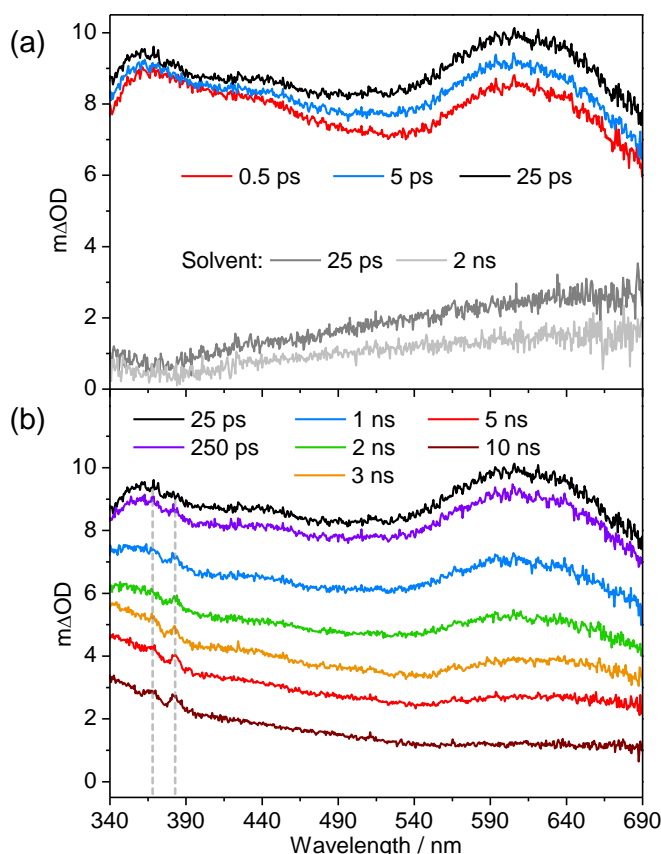 (a)
10
8
6
4
2
0
m∆OD
0.5 ps 5 ps 25 ps
Solvent: 25 ps 2 ns
(b)
25 ps 1 ns 5 ns
250 ps 2 ns 10 ns
3 ns
10
8
6
4
2
0
m∆OD
340 390 440 490 540 590 640 690
Wavelength / nm